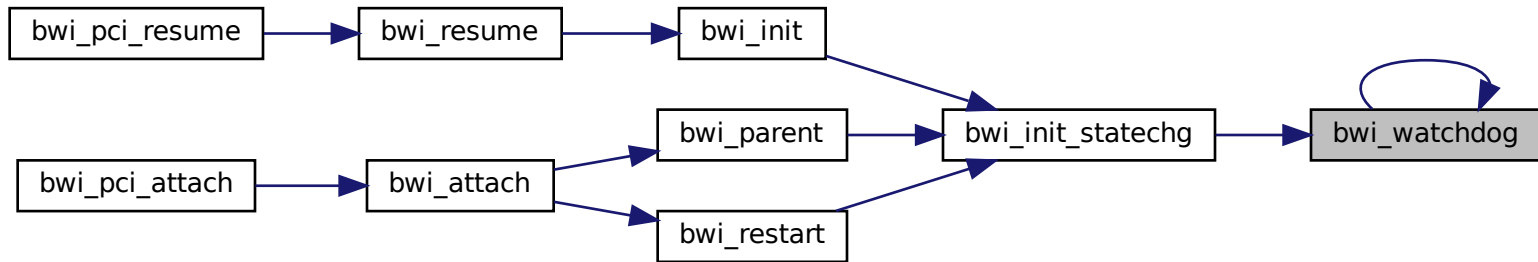 bwi_pci_resume
bwi_resume
bwi_init
bwi_parent
bwi_init_statechg
bwi_watchdog
bwi_pci_attach
bwi_attach
bwi_restart